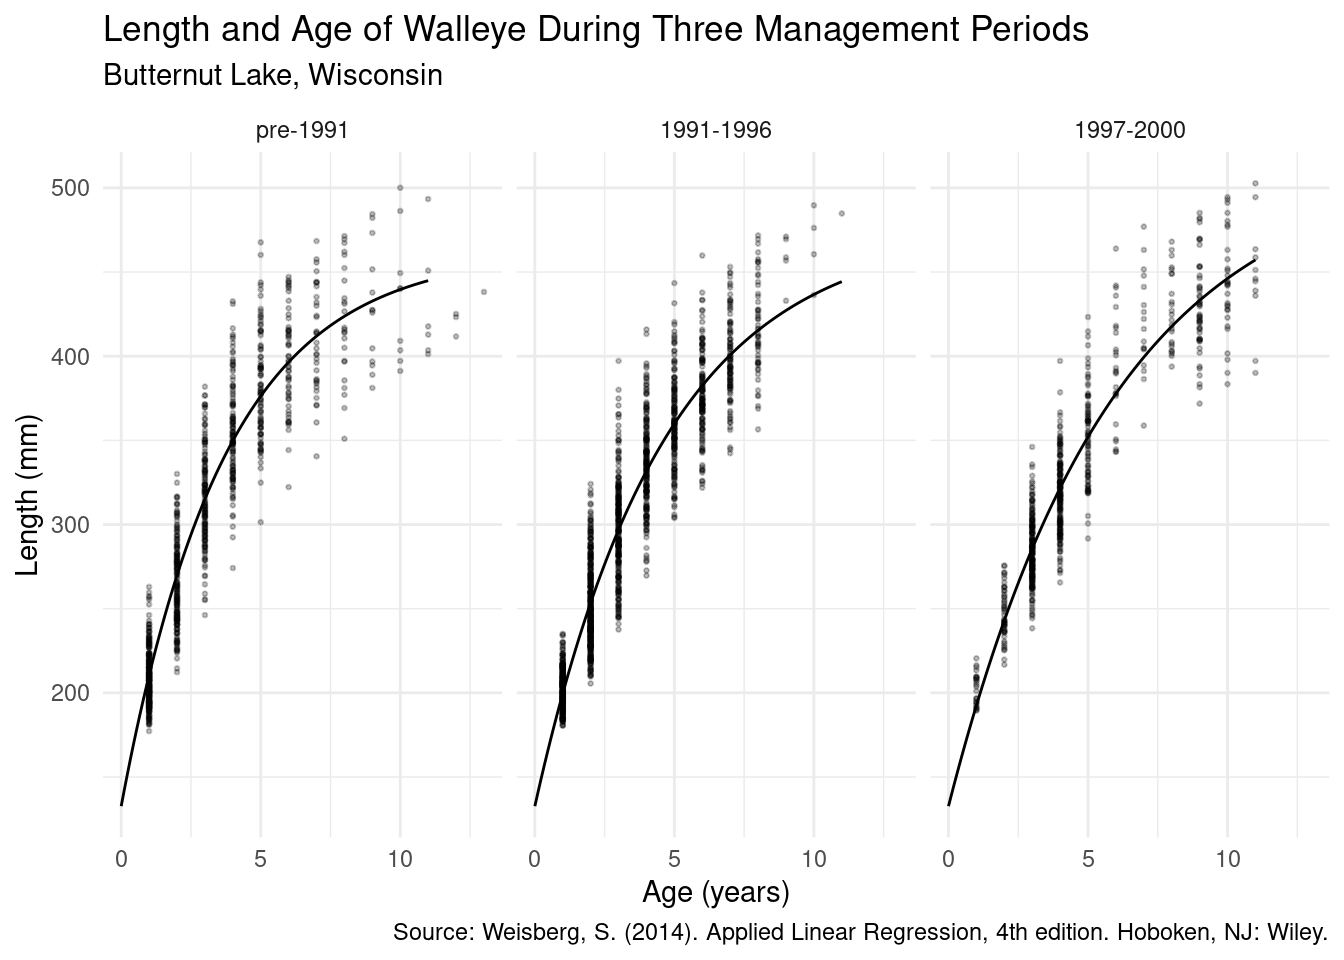 Length and Age of Walleye During Three Management Periods
Butternut Lake, Wisconsin
pre-1991
1991-1996
1997-2000
500
400
300
200
Length (mm)
0 5 10
0 5 10
0 5 10
Age (years)
Source: Weisberg, S. (2014). Applied Linear Regression, 4th edition. Hoboken, NJ: Wiley.